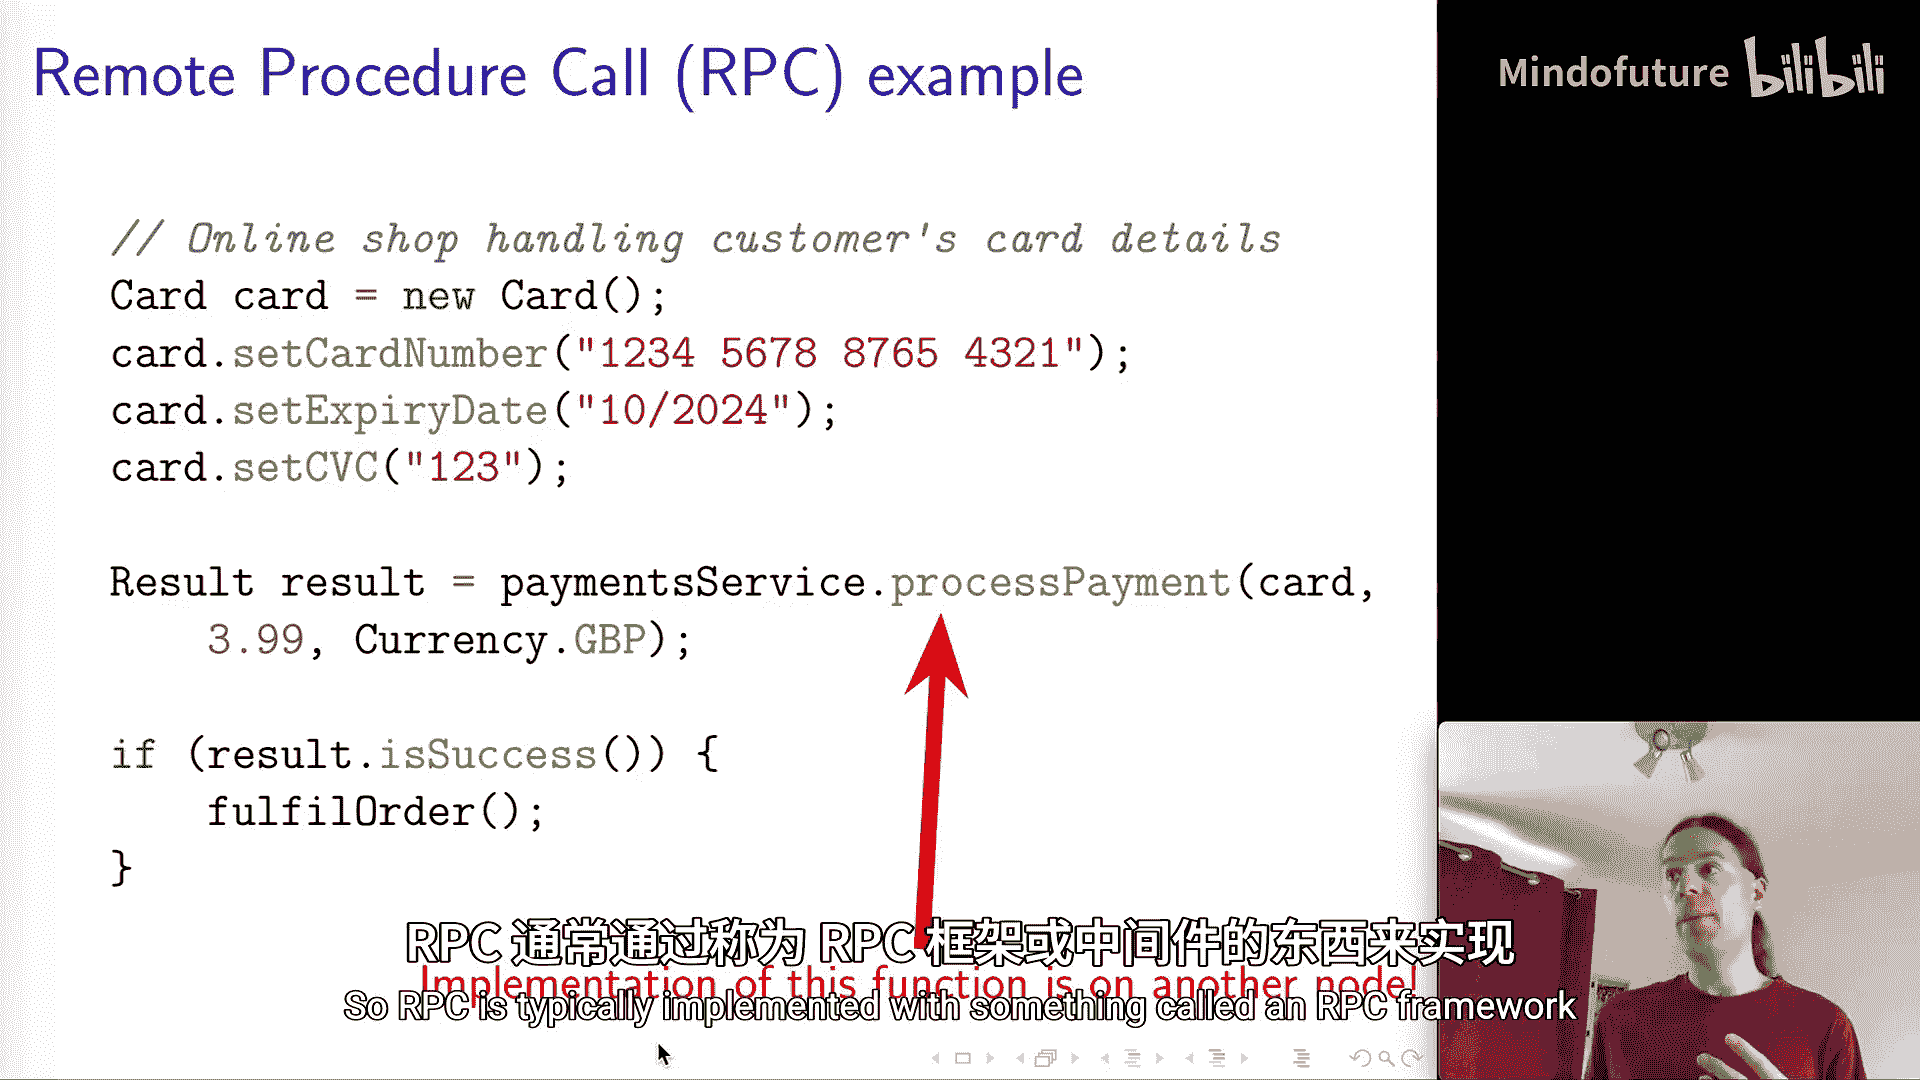 Remote Procedure Call (RPC) example
Mindofuture bilibili
// Online shop handling customer's card details
Card card = new Card();
card.setCardNumber("1234 5678 8765 4321");
card.setExpiryDate("10/2024");
card.setCVC("123");
Result result = paymentsService.processPayment(card,
3.99, Currency.GBP);
if (result.isSuccess()) {
fulfilOrder();
}
RPC 通常通过称为 RPC 框架或中间件的东西来实现
Implementation of this function is on another node!
So RPC is typically implemented with something called an RPC framework